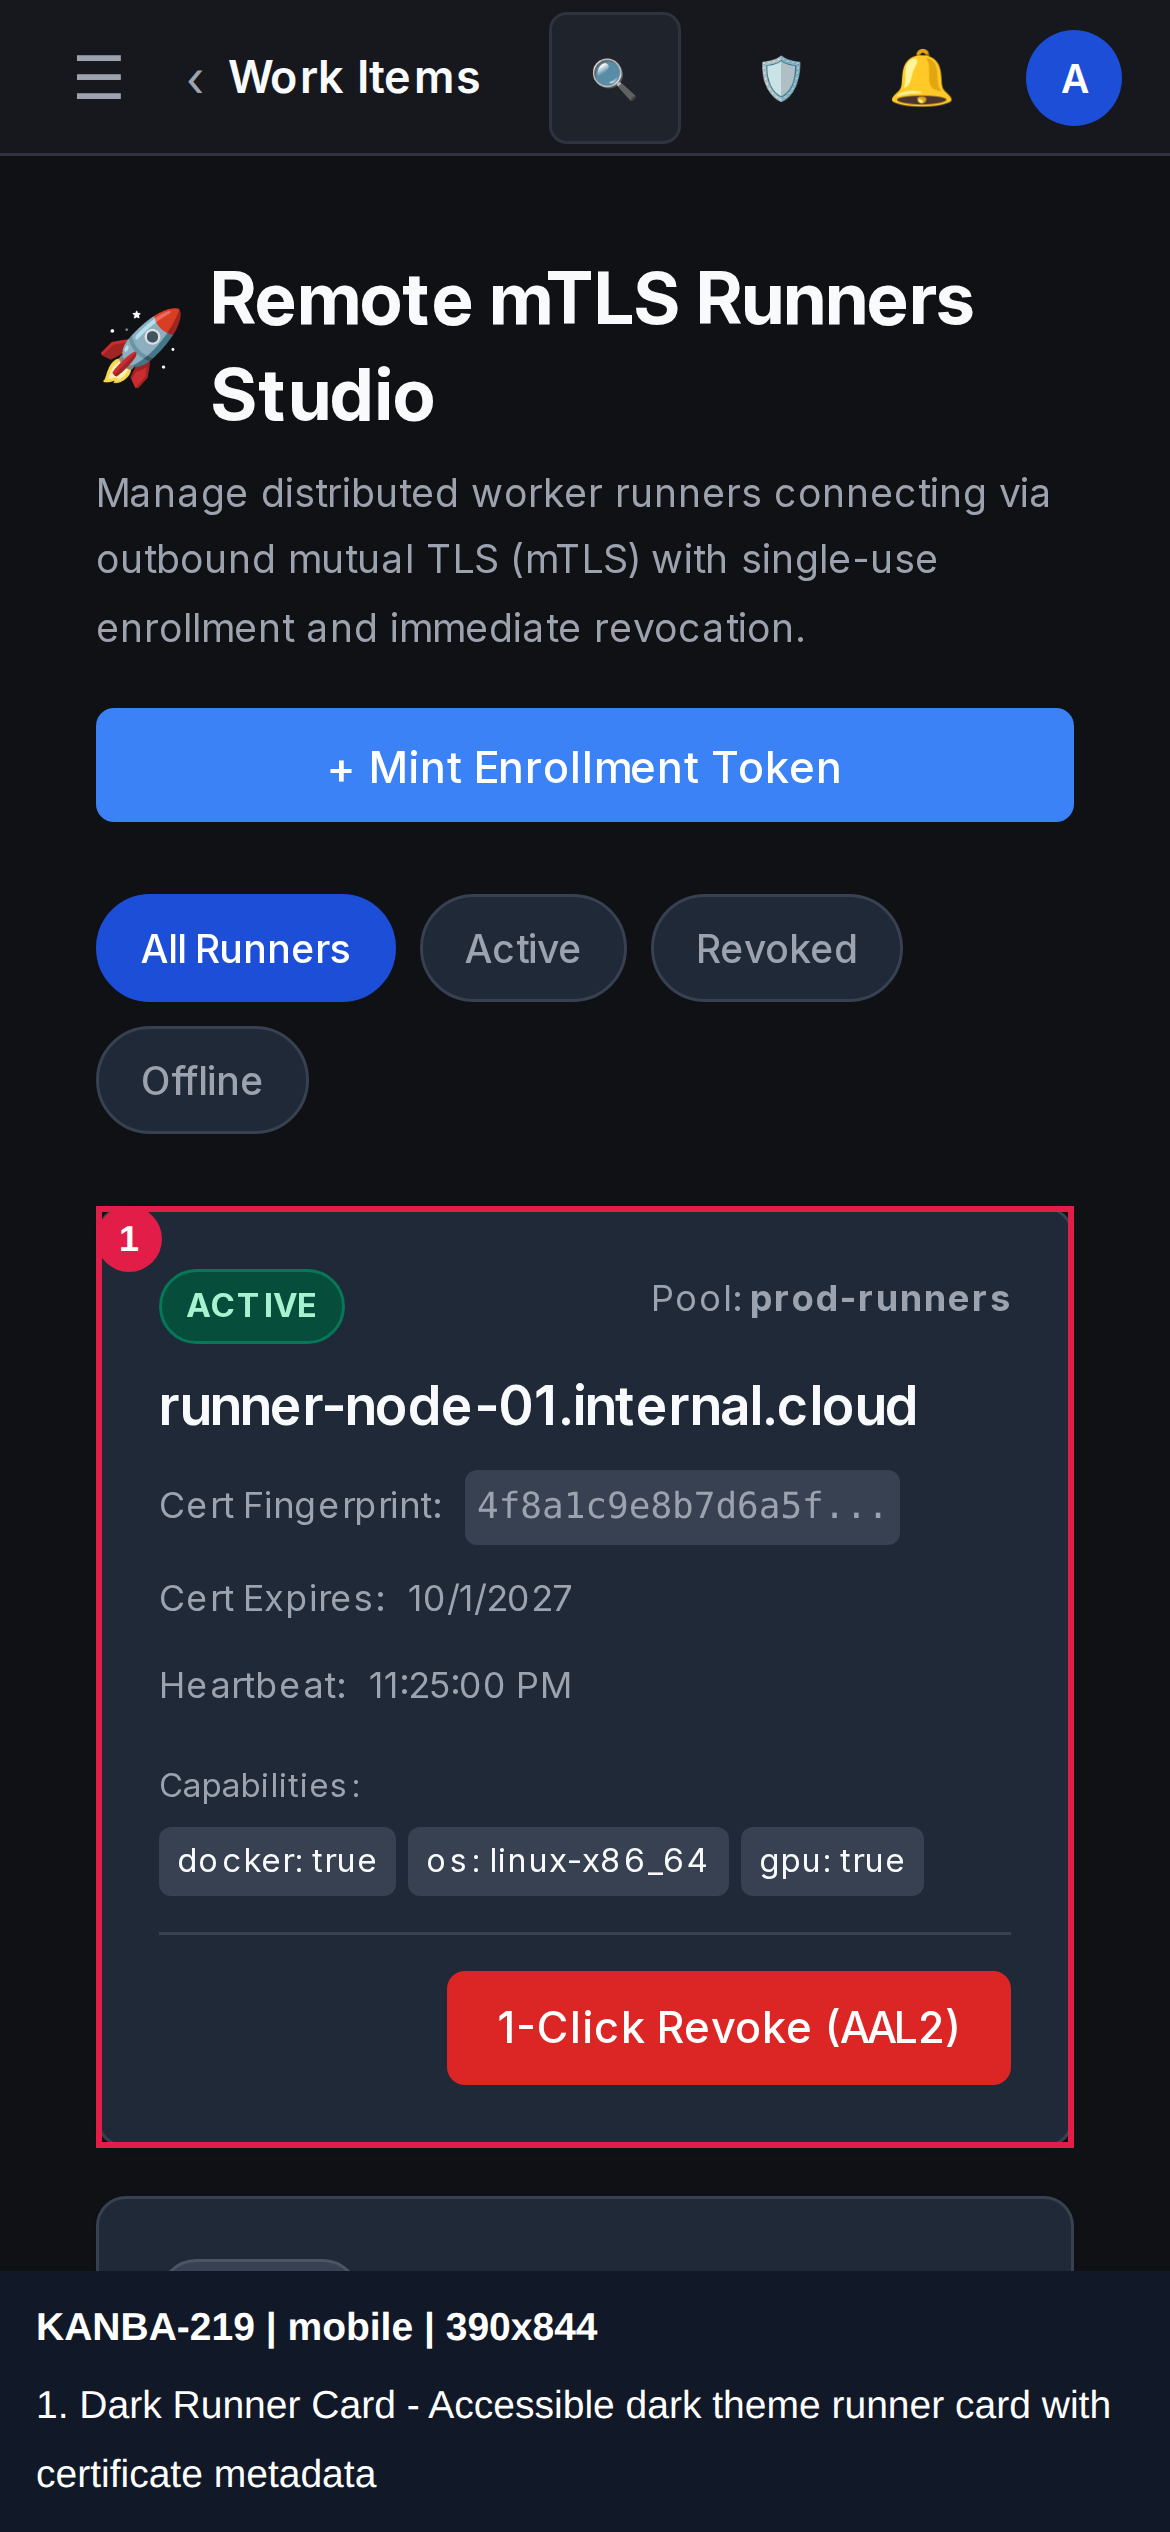 Work Items
A
Remote mTLS Runners
Studio
Manage distributed worker runners connecting via
outbound mutual TLS (mTLS) with single-use
enrollment and immediate revocation.
+ Mint Enrollment Token
All Runners
Active
Revoked
Offline
1
ACTIVE
Pool: prod-runners
runner-node-01.internal.cloud
Cert Fingerprint: 4f8a1c9e8b7d6a5f...
Cert Expires: 10/1/2027
Heartbeat: 11:25:00 PM
Capabilities:
docker: true
os: linux-x86_64
gpu: true
1-Click Revoke (AAL2)
KANBA-219 | mobile | 390x844
1. Dark Runner Card - Accessible dark theme runner card with
certificate metadata